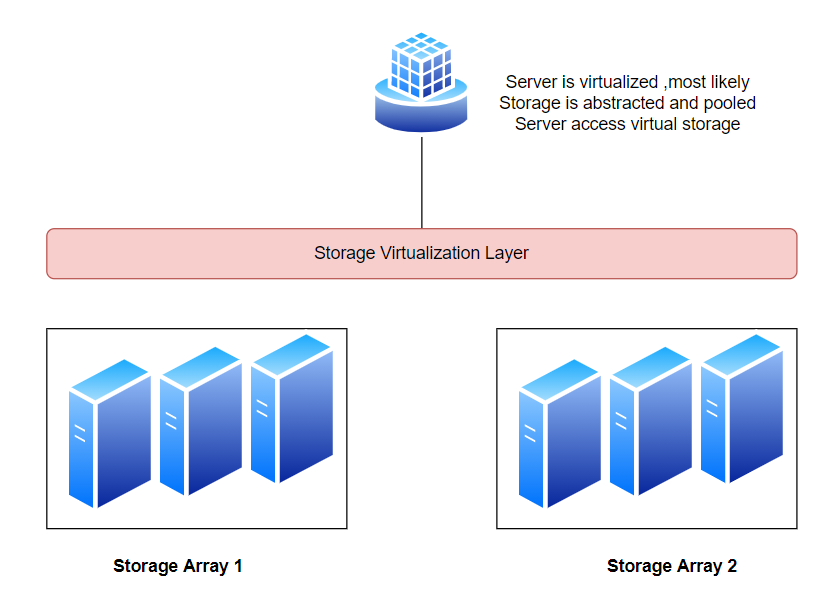 Server is virtualized ,most likely
Storage is abstracted and pooled
Server access virtual storage
Storage Virtualization Layer
Storage Array 1
Storage Array 2